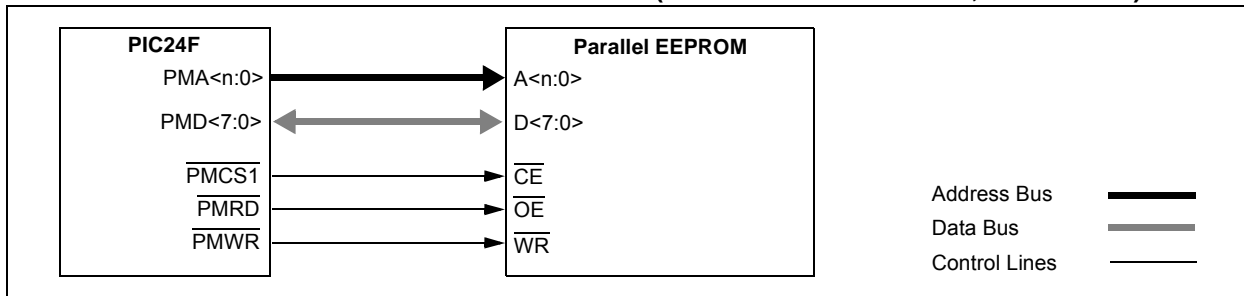 PIC24F
Parallel EEPROM
PMA<n:0>
A<n:0>
PMD<7:0>
D<7:0>
PMCS1
CE
PMRD
OE
PMWR
WR
Address Bus
Data Bus
Control Lines